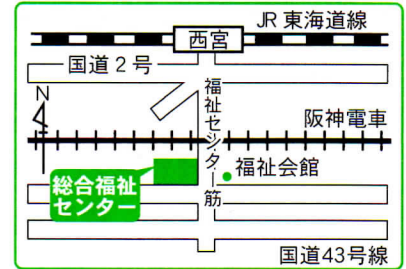 JR 東海道線
西宮
国道2号
N
福祉センター筋
阪神電車
福祉会館
総合福祉
センター
国道43号線